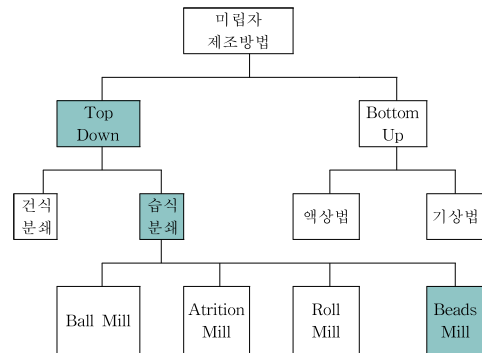 미립자
제조방법
Top
Down
Bottom
Up
건식
분쇄
습식
분쇄
액상법
기상법
Ball Mill
Atrition
Mill
Roll
Mill
Beads
Mill